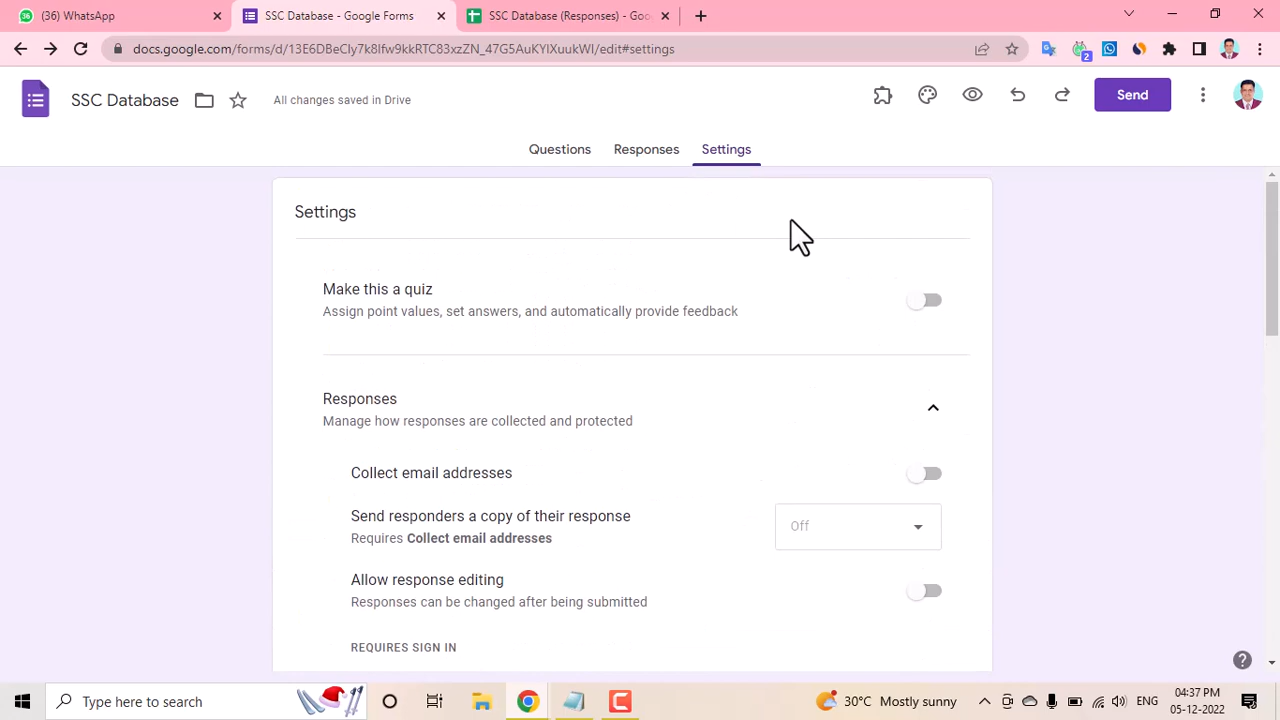 (36) WhatsApp
SSC Database - Google Forms
SSC Database (Responses) - Goo
docs.google.com/forms/d/
/edit#settings
2
SSC Database
All changes saved in Drive
Send
Questions
Responses
Settings
Settings
Make this a quiz
Assign point values, set answers, and automatically provide feedback
Responses
Manage how responses are collected and protected
Collect email addresses
Send responders a copy of their response
Off
Requires Collect email addresses
Allow response editing
Responses can be changed after being submitted
REQUIRES SIGN IN
Type here to search
30°C Mostly sunny
ENG
04:37 PM
05-12-2022